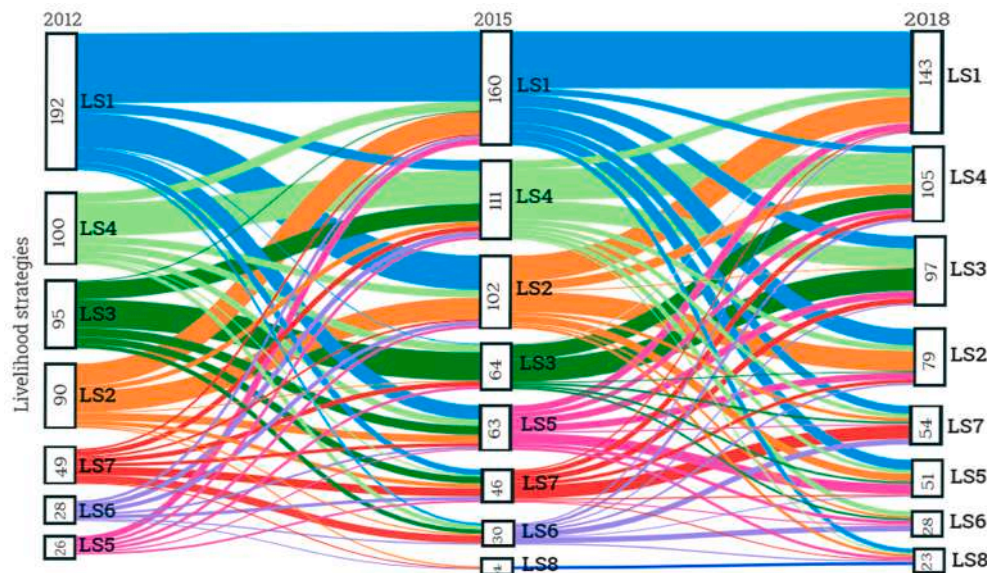 2012 2015 2018
Livelihood strategies
192 LS1
100 LS4
95 LS3
90 LS2
49 LS7
28 LS6
26 LS5
160 LS1
111 LS4
102 LS2
64 LS3
63 LS5
46 LS7
30 LS6
LS8
143 LS1
105 LS4
97 LS3
79 LS2
54 LS7
51 LS5
28 LS6
23 LS8